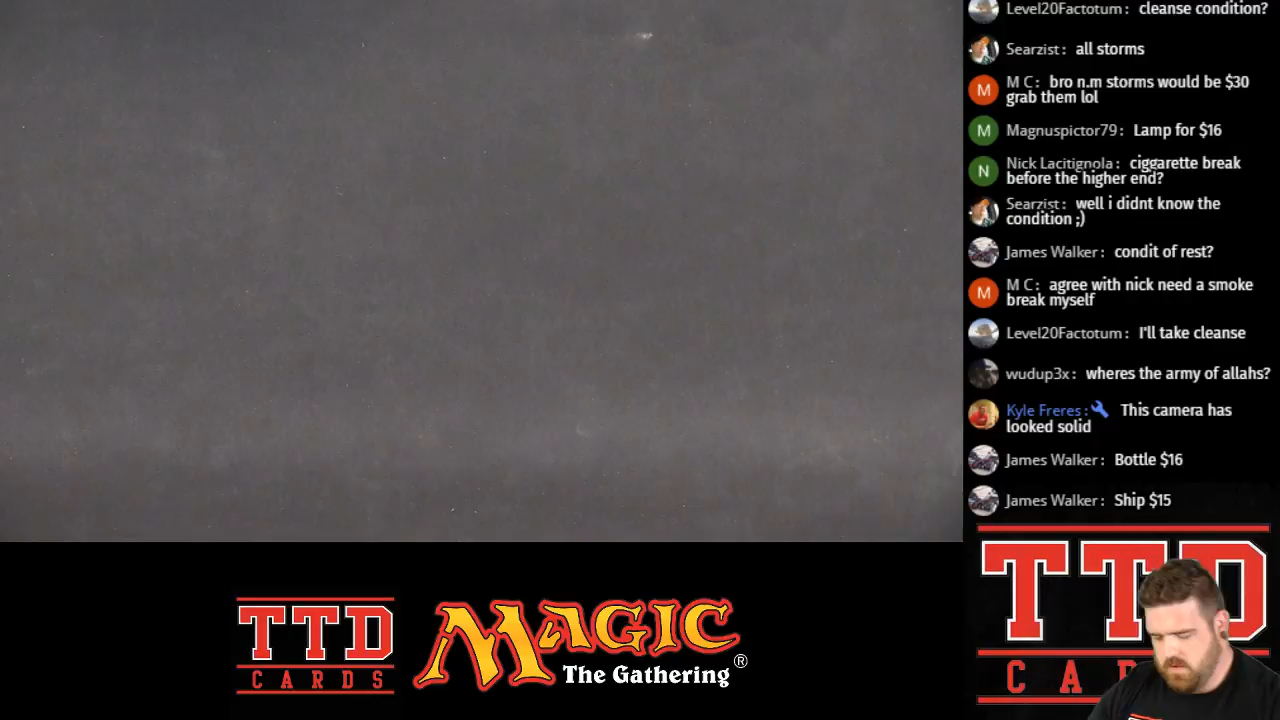 Level20Factotum: cleanse condition?
Searzist: all storms
M C: bro n.m storms would be $30
grab them lol
M
Magnuspictor79: Lamp for $16
M
Nick Lacitignola: ciggarette break
before the higher end?
N
Searzist: well i didnt know the
condition ;)
James Walker: condit of rest?
M C: agree with nick need a smoke
break myself
M
Level20Factotum: I'll take cleanse
wudup3x: wheres the army of allahs?
Kyle Freres: This camera has
looked solid
James Walker: Bottle $16
James Walker: Ship $15
TTD
CAR
TTD
CARDS
MAGIC
The Gathering®